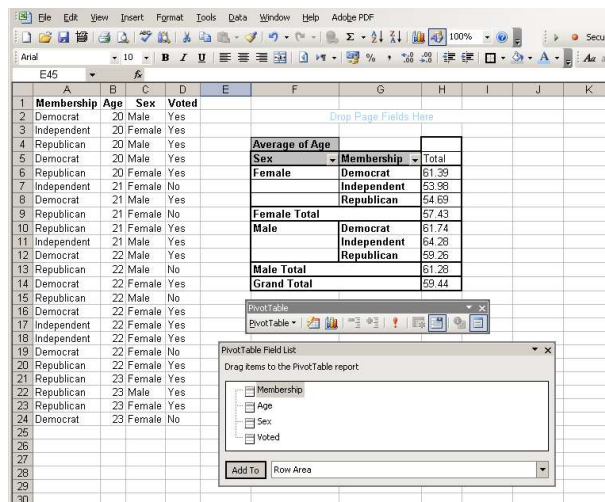 File Edit View Insert Format Tools Data Window Help Adobe PDF
100% Secu
Arial 10 B I U
E45 fx
A B C D E F G H I J K
1 Membership Age Sex Voted
2 Democrat 20 Male Yes Drop Page Fields Here
3 Independent 20 Female Yes
4 Republican 20 Male Yes Average of Age
5 Democrat 20 Male Yes Sex Membership Total
6 Republican 20 Female Yes Female Democrat 61.39
7 Independent 21 Female No Independent 53.98
8 Democrat 21 Male Yes Republican 54.69
9 Republican 21 Female No Female Total 57.43
10 Republican 21 Female Yes Male Democrat 61.74
11 Independent 21 Male Yes Independent 64.28
12 Democrat 22 Male Yes Republican 59.26
13 Republican 22 Male No Male Total 61.28
14 Democrat 22 Female Yes Grand Total 59.44
15 Republican 22 Male No
16 Democrat 22 Female Yes PivotTable
17 Independent 22 Female Yes PivotTable
18 Independent 22 Female Yes
19 Democrat 22 Female No PivotTable Field List
20 Republican 22 Female Yes Drag items to the PivotTable report
21 Republican 23 Female Yes
22 Republican 23 Male Yes Membership
23 Republican 23 Female Yes Age
24 Democrat 23 Female No Sex
25 Voted
26
27
28 Add To Row Area
29
30